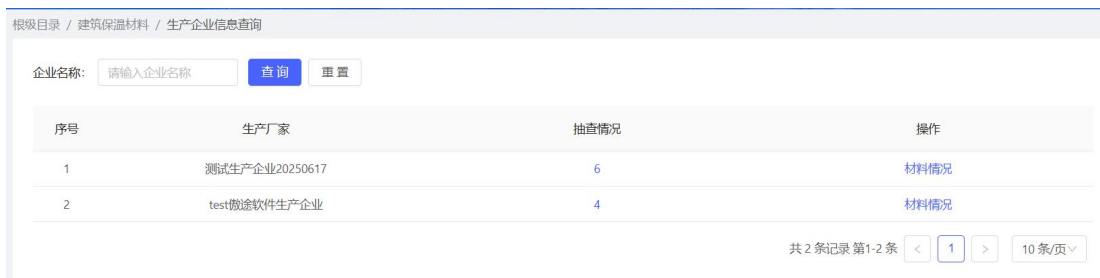 根级目录 / 建筑保温材料 / 生产企业信息查询
企业名称: 请输入企业名称 查询 重置
序号 生产厂家 抽查情况 操作
1 测试生产企业20250617 6 材料情况
2 test傲途软件生产企业 4 材料情况
共 2 条记录 第1-2 条 < 1 > 10 条/页